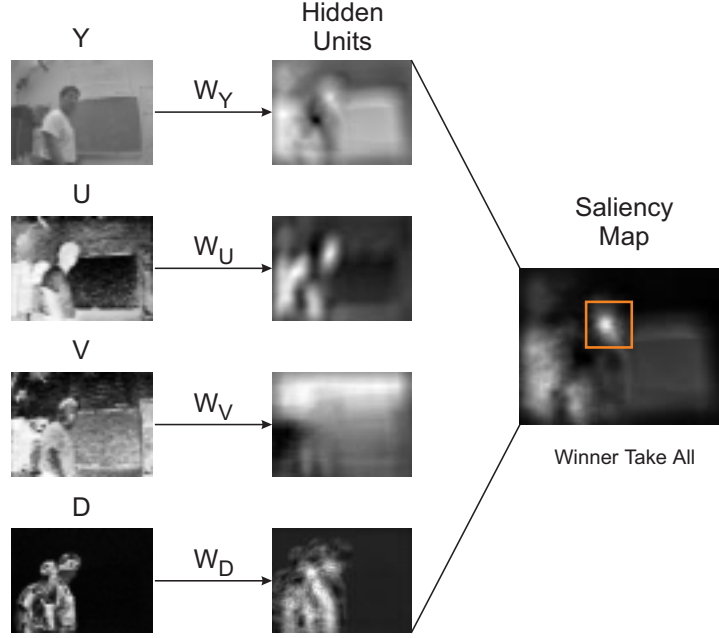 Y
Hidden
Units
W_Y
U
W_U
Saliency
Map
V
W_V
Winner Take All
D
W_D